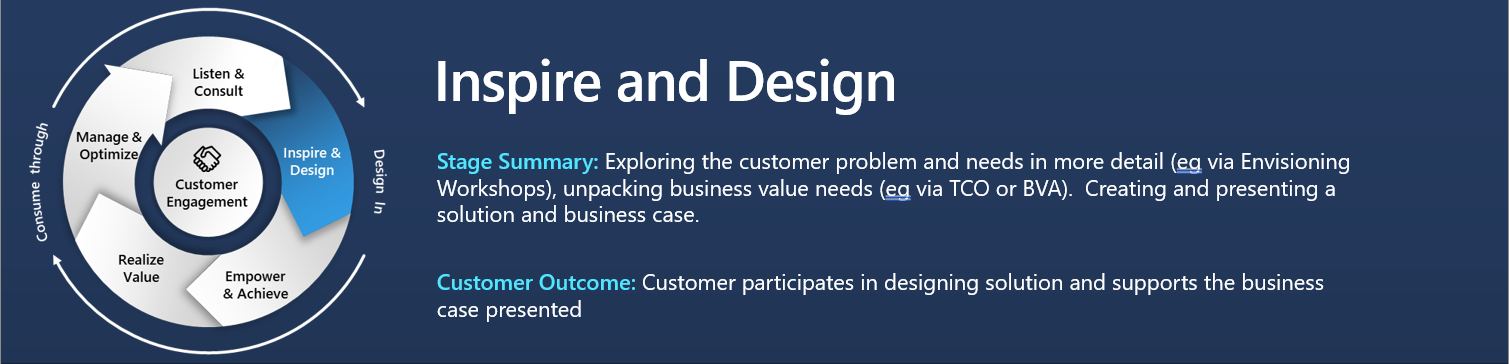 Inspire and Design
Listen &
Consult
Inspire &
Design
Empower
& Achieve
Realize
Value
Manage &
Optimize
Customer
Engagement
Design In
Consume through
Stage Summary: Exploring the customer problem and needs in more detail (eg via Envisioning
Workshops), unpacking business value needs (eg via TCO or BVA).  Creating and presenting a
solution and business case.
Customer Outcome: Customer participates in designing solution and supports the business
case presented